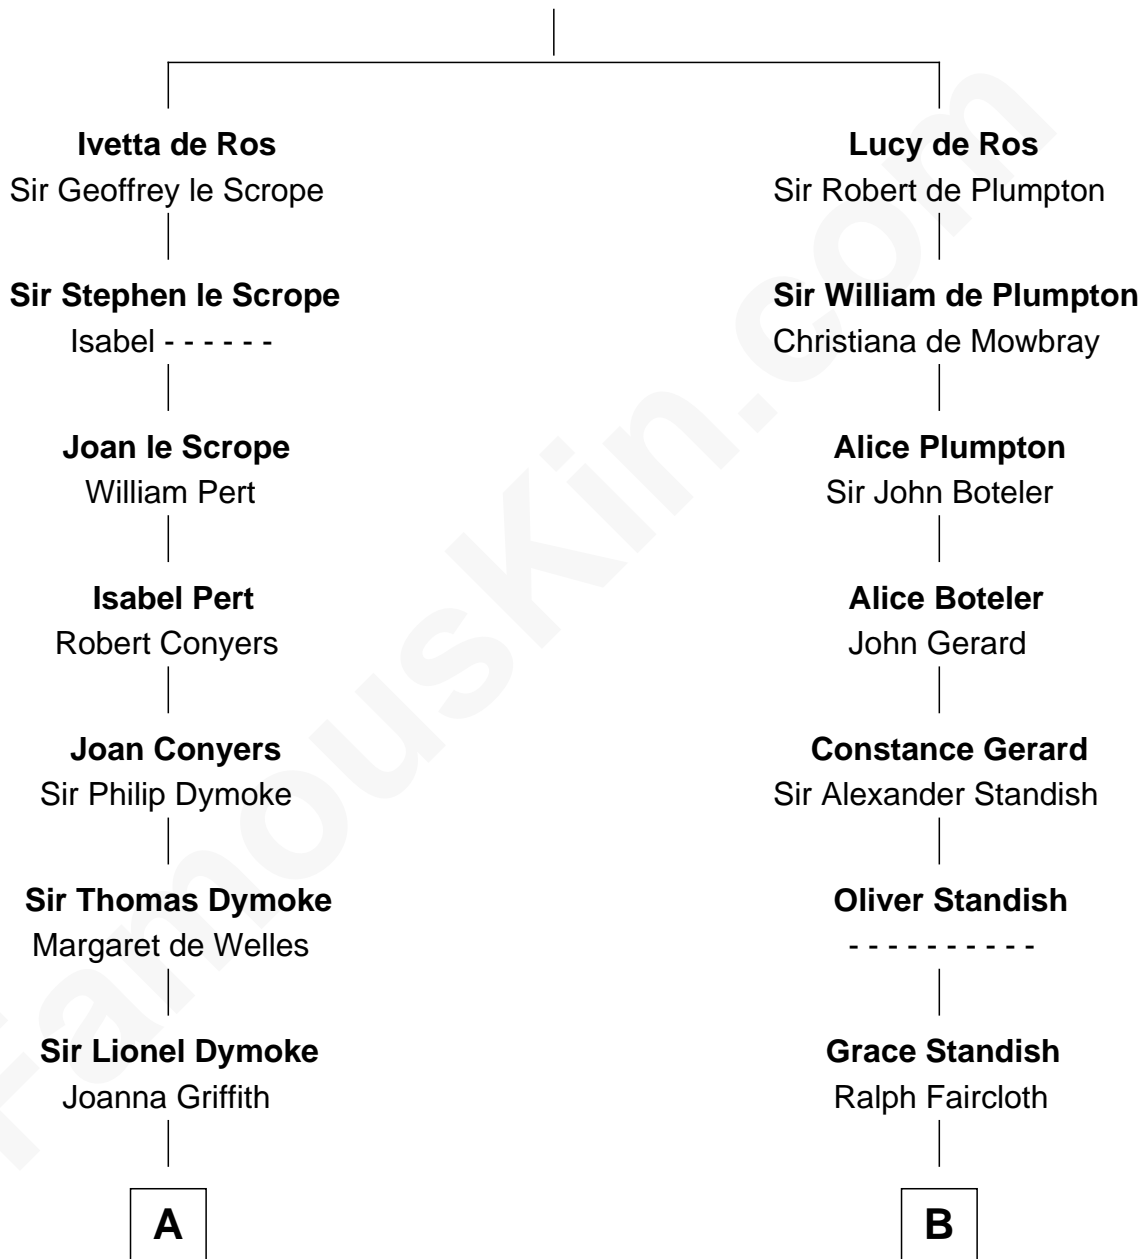 Ivetta de Ros
Sir Geoffrey le Scrope
Sir Stephen le Scrope
Isabel - - - - - -
Joan le Scrope
William Pert
Isabel Pert
Robert Conyers
Joan Conyers
Sir Philip Dymoke
Sir Thomas Dymoke
Margaret de Welles
Sir Lionel Dymoke
Joanna Griffith
A
Lucy de Ros
Sir Robert de Plumpton
Sir William de Plumpton
Christiana de Mowbray
Alice Plumpton
Sir John Boteler
Alice Boteler
John Gerard
Constance Gerard
Sir Alexander Standish
Oliver Standish
- - - - - - - - - -
Grace Standish
Ralph Faircloth
B
FamousKin.com